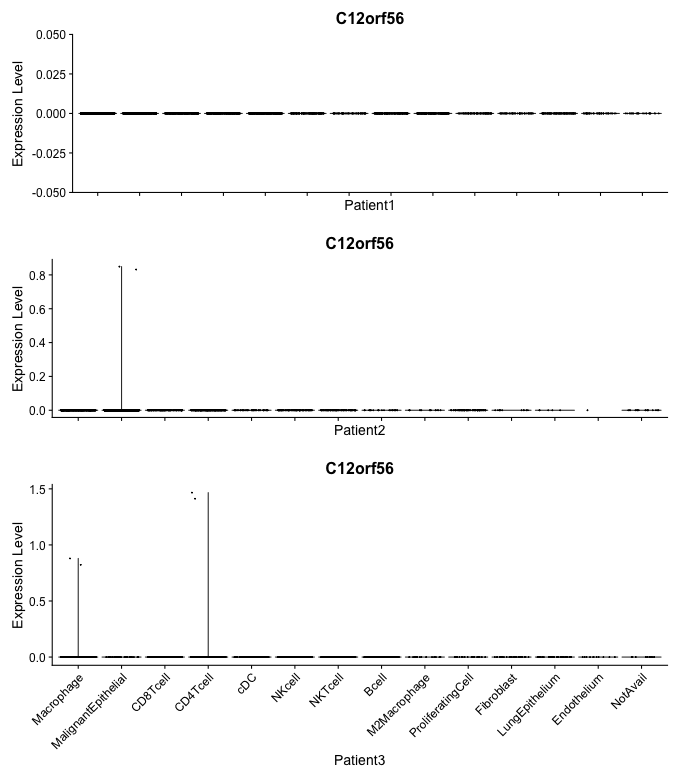 C12orf56
Expression Level
0.050
0.025
0.000
-0.025
-0.050
Patient1
C12orf56
Expression Level
0.8
0.6
0.4
0.2
0.0
Patient2
C12orf56
Expression Level
1.5
1.0
0.5
0.0
Macrophage
MalignantEpithelial
CD8Tcell
CD4Tcell
cDC
NKcell
NKTcell
Bcell
M2Macrophage
ProliferatingCell
Fibroblast
LungEpithelium
Endothelium
NotAvail
Patient3